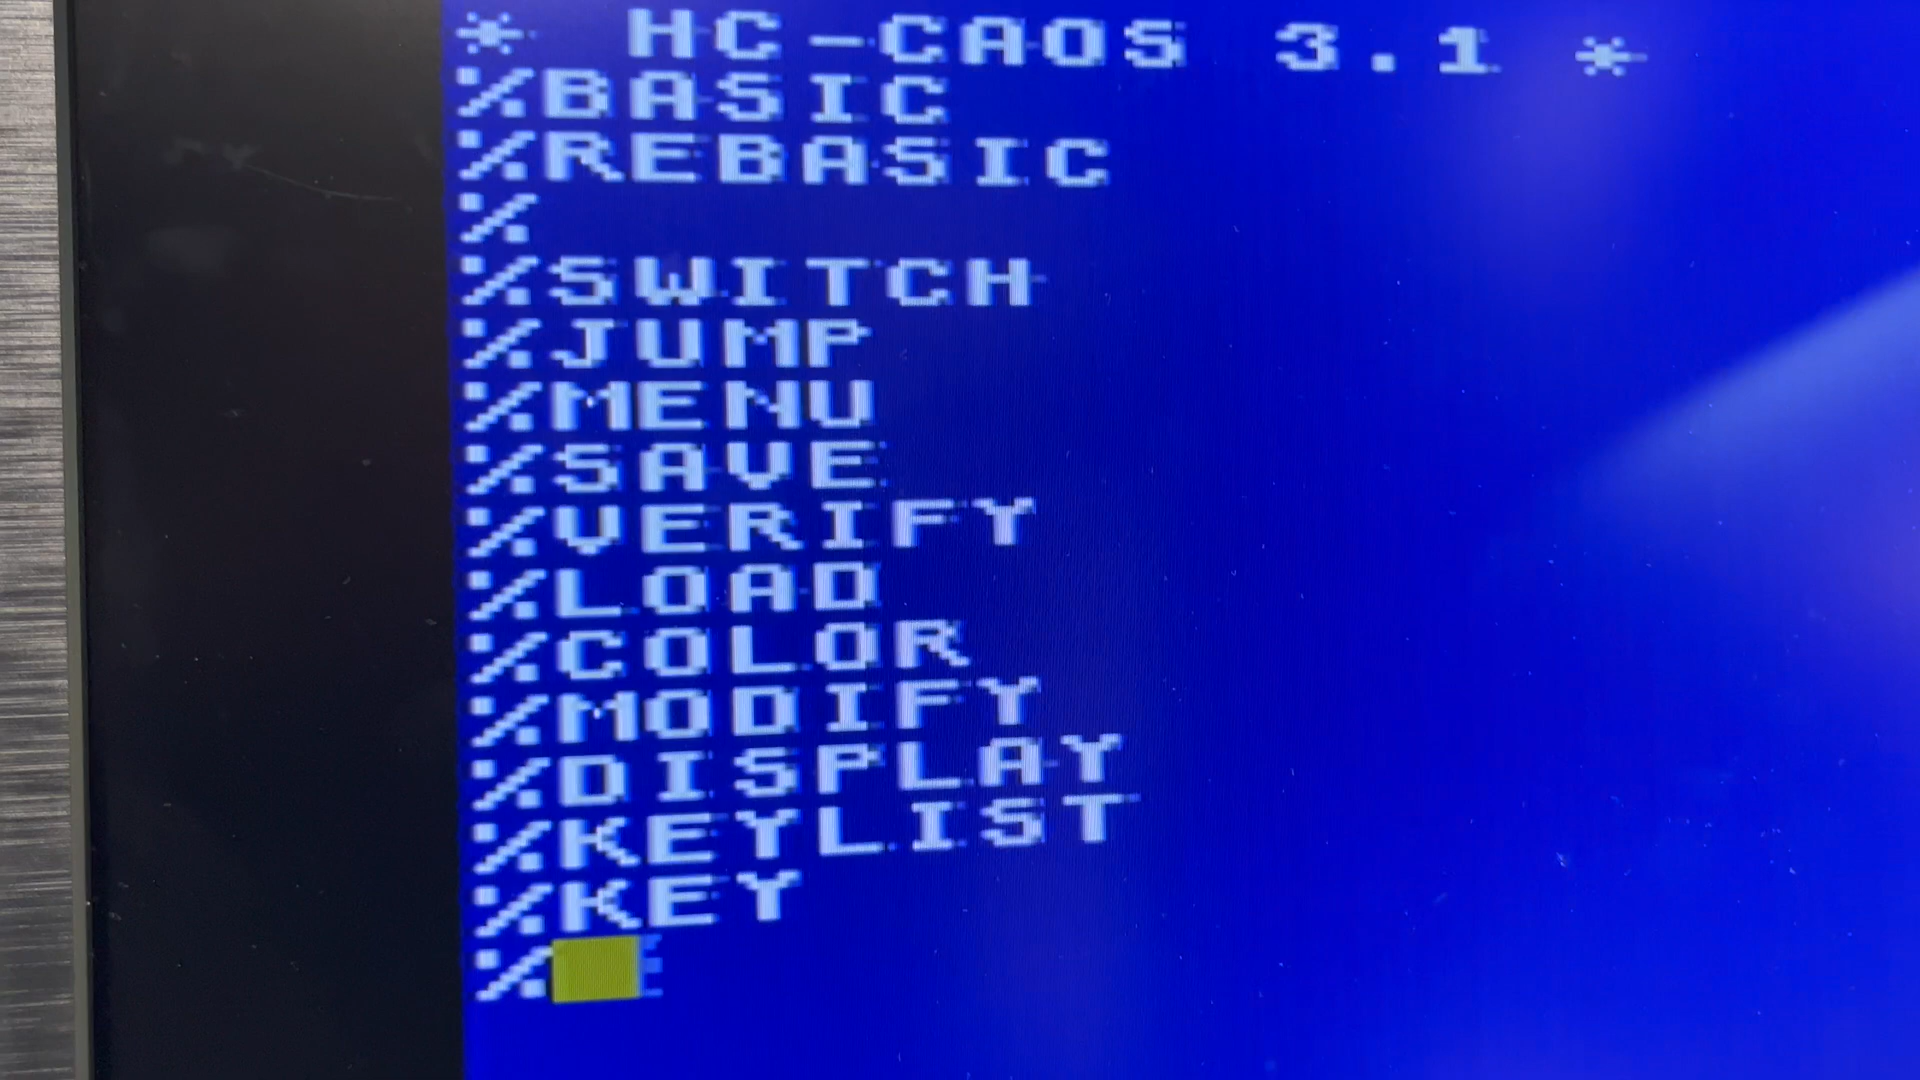 * HC-CAOS 3.1 *
%BASIC
%REBASIC
%
%SWITCH
%JUMP
%MENU
%SAVE
%VERIFY
%LOAD
%COLOR
%MODIFY
%DISPLAY
%KEYLIST
%KEY
%